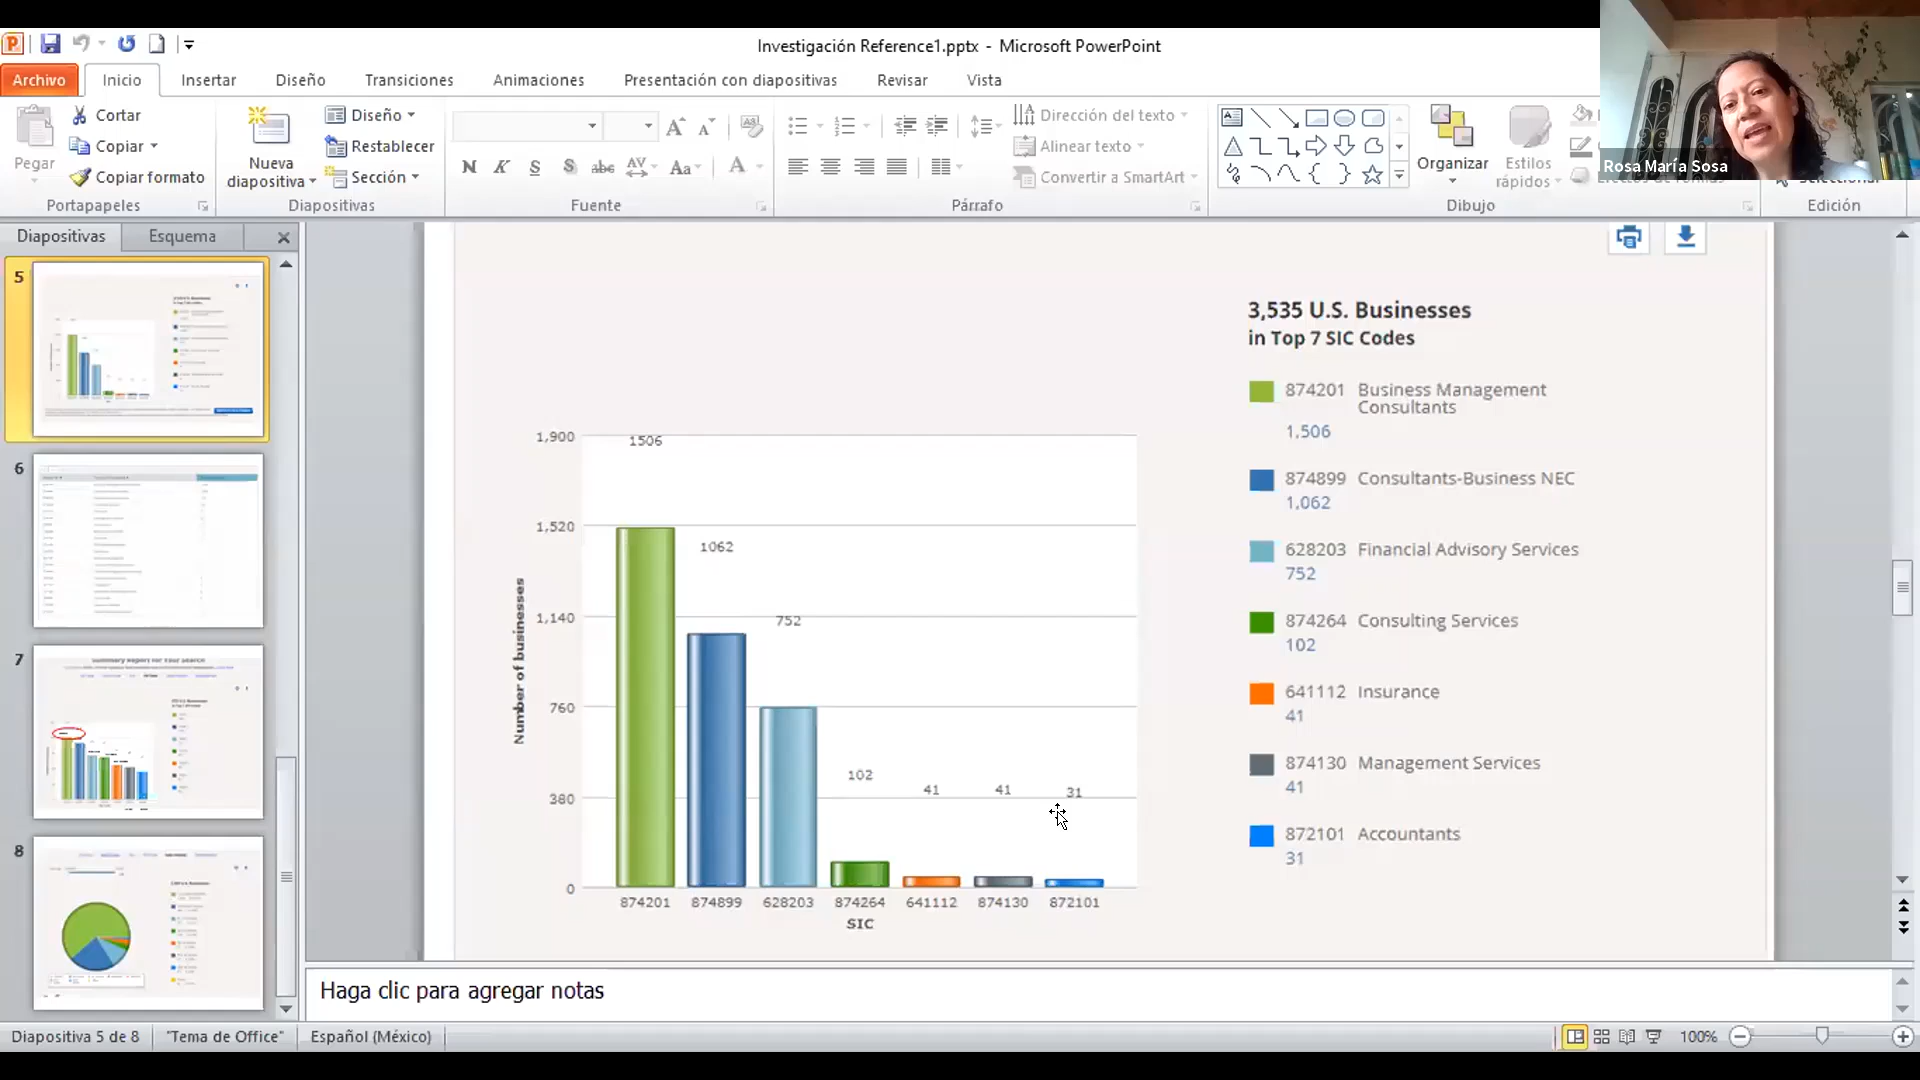 Investigación Reference1.pptx - Microsoft PowerPoint
Archivo Inicio Insertar Diseño Transiciones Animaciones Presentación con diapositivas Revisar Vista
Pegar
Cortar
Copiar
Copiar formato
Portapapeles
Nueva
diapositiva
Diseño
Restablecer
Sección
Diapositivas
N K S S abc AV Aa A
Fuente
Dirección del texto
Alinear texto
Convertir a SmartArt
Párrafo
Organizar
Estilos
rápidos
Dibujo
Edición
Rosa María Sosa
Diapositivas Esquema
5
6
7
8
3,535 U.S. Businesses
in Top 7 SIC Codes
874201 Business Management
Consultants
1,506
874899 Consultants-Business NEC
1,062
628203 Financial Advisory Services
752
874264 Consulting Services
102
641112 Insurance
41
874130 Management Services
41
872101 Accountants
31
Number of businesses
1,900
1,520
1,140
760
380
0
1506
1062
752
102
41
41
31
874201 874899 628203 874264 641112 874130 872101
SIC
Haga clic para agregar notas
Diapositiva 5 de 8 "Tema de Office" Español (México) 100%